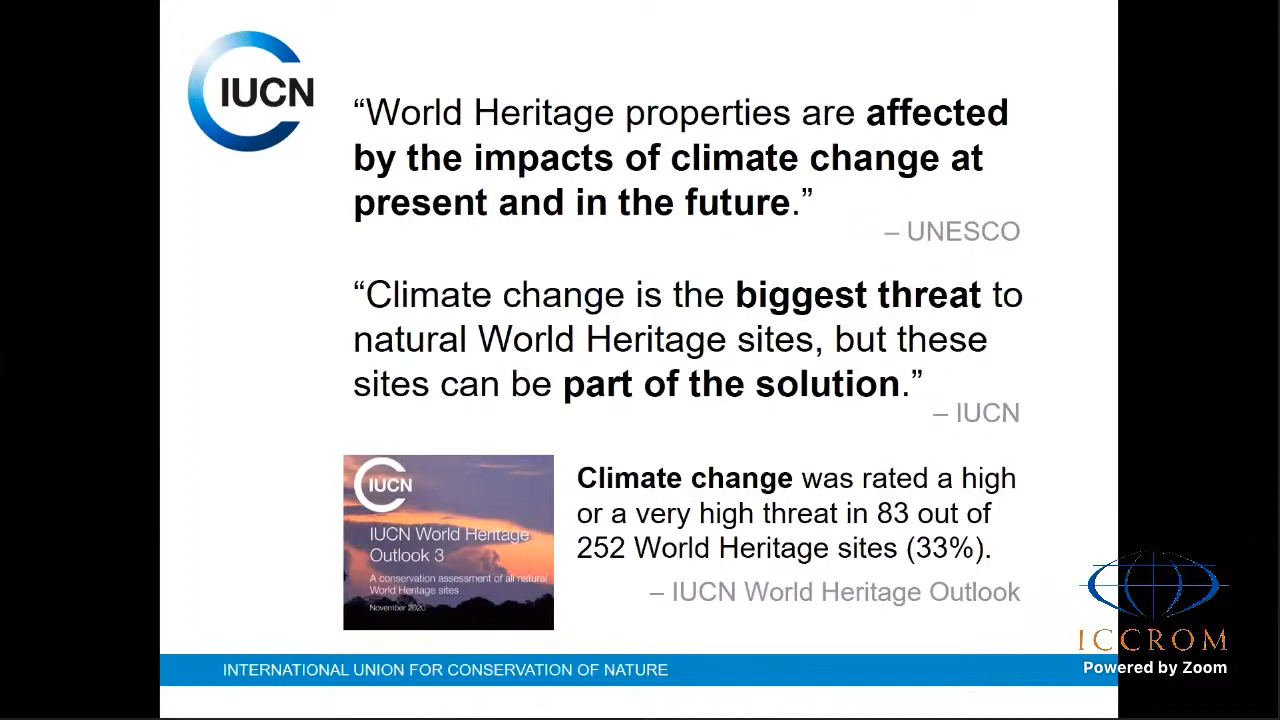 IUCN
“World Heritage properties are affected
by the impacts of climate change at
present and in the future.”
– UNESCO
“Climate change is the biggest threat to
natural World Heritage sites, but these
sites can be part of the solution.”
– IUCN
IUCN
IUCN World Heritage
Outlook 3
A conservation assessment of all natural
World Heritage sites
November 2020
Climate change was rated a high
or a very high threat in 83 out of
252 World Heritage sites (33%).
– IUCN World Heritage Outlook
INTERNATIONAL UNION FOR CONSERVATION OF NATURE
ICCROM
Powered by Zoom